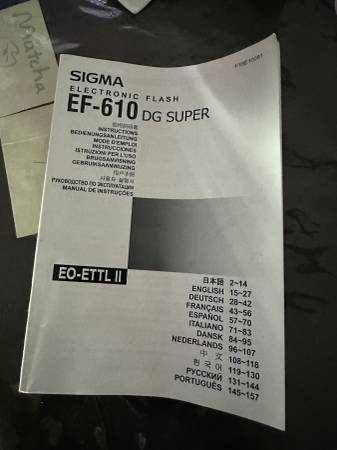 Matcha
F19E10081
SIGMA
ELECTRONIC FLASH
EF-610 DG SUPER
使用説明書
INSTRUCTIONS
BEDIENUNGSANLEITUNG
MODE D'EMPLOI
INSTRUCCIONES
ISTRUZIONI PER L'USO
BRUGSANVISNING
GEBRUIKSAANWIJZING
用户手册
사용자 설명서
РУКОВОДСТВО ПО ЭКСПЛУАТАЦИИ
MANUAL DE INSTRUÇÕES
EO-ETTL II
日本語 2~14
ENGLISH 15~27
DEUTSCH 28~42
FRANÇAIS 43~56
ESPAÑOL 57~70
ITALIANO 71~83
DANSK 84~95
NEDERLANDS 96~107
中 文 108~118
한국어 119~130
РУССКИЙ 131~144
PORTUGUÊS 145~157